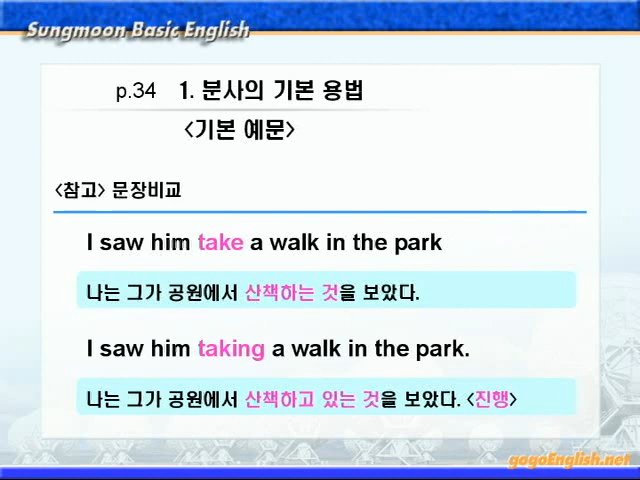 Sungmoon Basic English
p.34 1. 분사의 기본 용법
<기본 예문>
<참고> 문장비교
I saw him take a walk in the park
나는 그가 공원에서 산책하는 것을 보았다.
I saw him taking a walk in the park.
나는 그가 공원에서 산책하고 있는 것을 보았다. <진행>
gogoEnglish.net